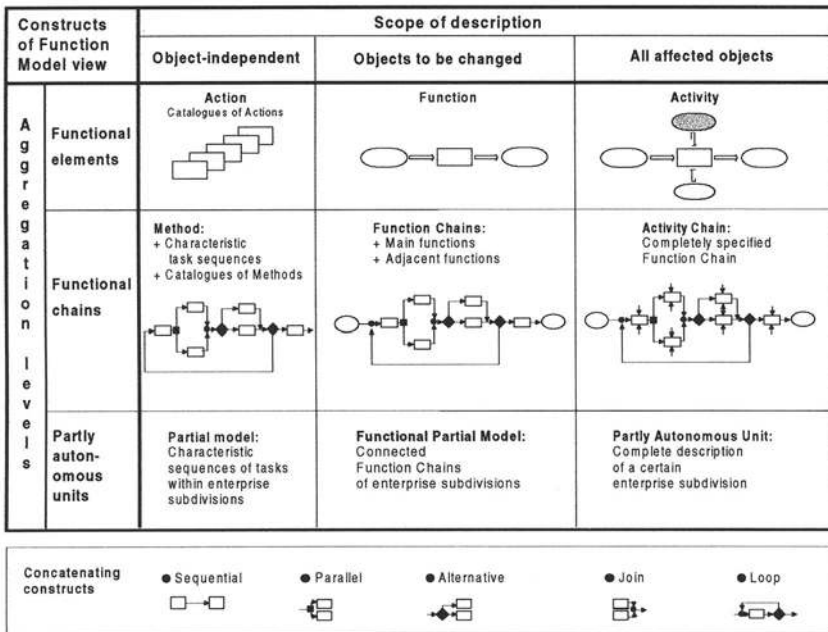 Constructs
of Function
Model view
Scope of description
Object-independent
Objects to be changed
All affected objects
Aggregation levels
Functional
elements
Action
Catalogues of Actions
Function
Activity
Functional
chains
Method:
+ Characteristic
task sequences
+ Catalogues of Methods
Function Chains:
+ Main functions
+ Adjacent functions
Activity Chain:
Completely specified
Function Chain
Partly
auton-
omous
units
Partial model:
Characteristic
sequences of tasks
within enterprise
subdivisions
Functional Partial Model:
Connected
Function Chains
of enterprise subdivisions
Partly Autonomous Unit:
Complete description
of a certain
enterprise subdivision
Concatenating
constructs
● Sequential
● Parallel
● Alternative
● Join
● Loop